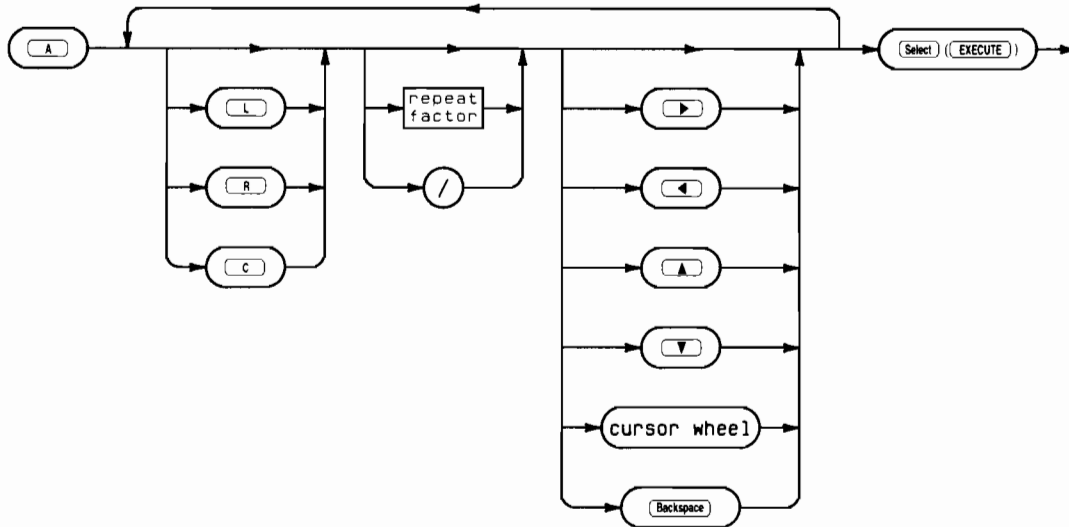 A
Select (EXECUTE)
L
repeat
factor
R
/
C
cursor wheel
Backspace